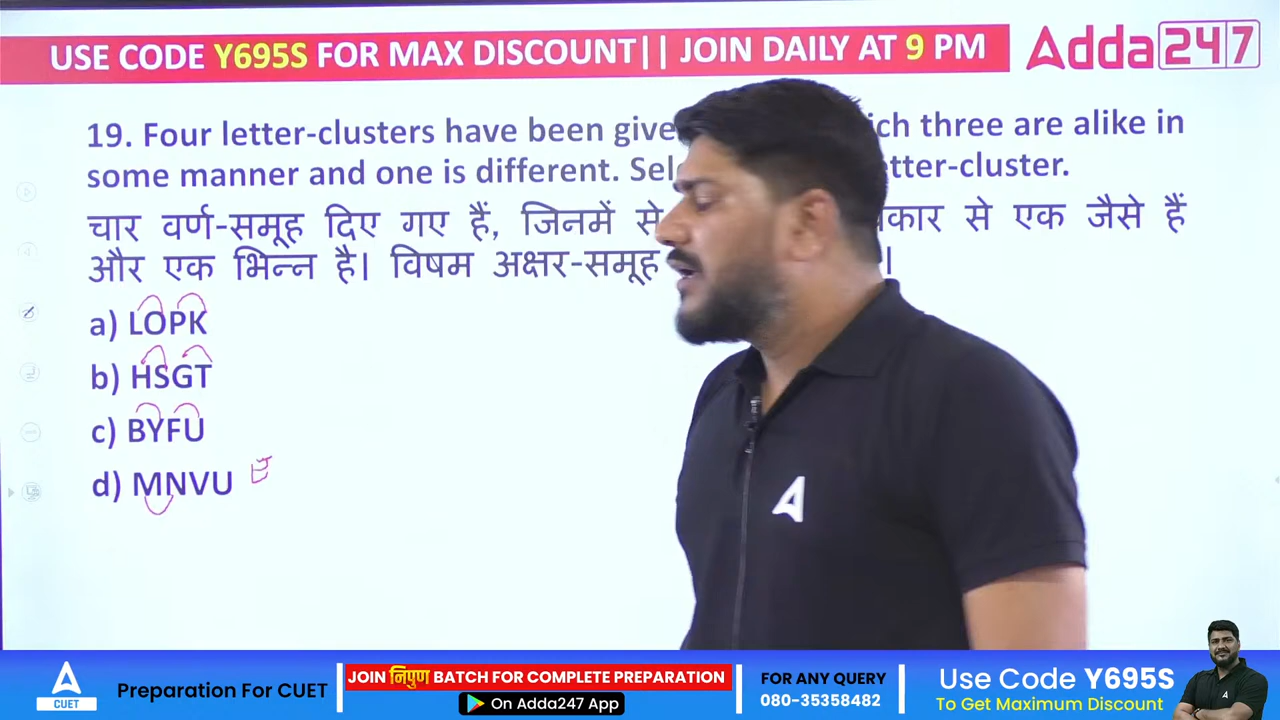 USE CODE Y695S FOR MAX DISCOUNT|| JOIN DAILY AT 9 PM
Adda247
19. Four letter-clusters have been give ich three are alike in
some manner and one is different. Sel etter-cluster.
चार वर्ण-समूह दिए गए हैं, जिनमें से से एक जैसे हैं
और एक भिन्न है। विषम अक्षर-समूह
a) LOPK
b) HSGT
c) BYFU
d) MNVU
CUET
Preparation For CUET
JOIN निपुण BATCH FOR COMPLETE PREPARATION
On Adda247 App
FOR ANY QUERY
080-35358482
Use Code Y695S
To Get Maximum Discount